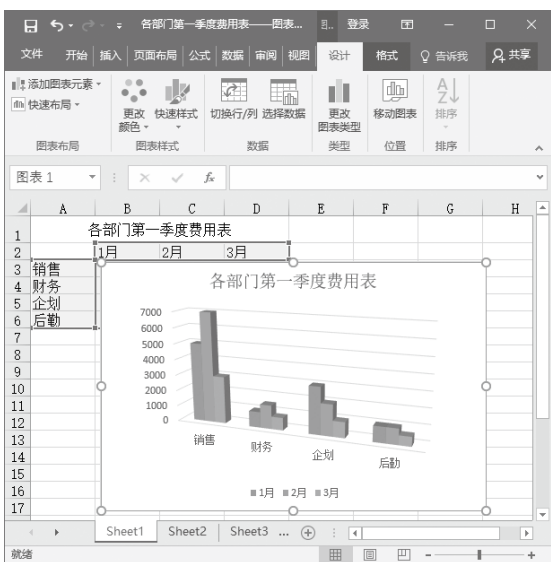 各部门第一季度费用表——图表... 登录
文件 开始 插入 页面布局 公式 数据 审阅 视图 设计 格式 告诉我 共享
添加图表元素
快速布局
更改颜色 快速样式 切换行/列 选择数据 更改图表类型 移动图表 排序
图表布局 图表样式 数据 类型 位置 排序
图表 1 fx
A B C D E F G H
1 各部门第一季度费用表
2 1月 2月 3月
3 销售
4 财务
5 企划
6 后勤
7
8
9
10
11
12
13
14
15
16
17
各部门第一季度费用表
7000
6000
5000
4000
3000
2000
1000
0
销售 财务 企划 后勤
1月 2月 3月
Sheet1 Sheet2 Sheet3 ...
就绪